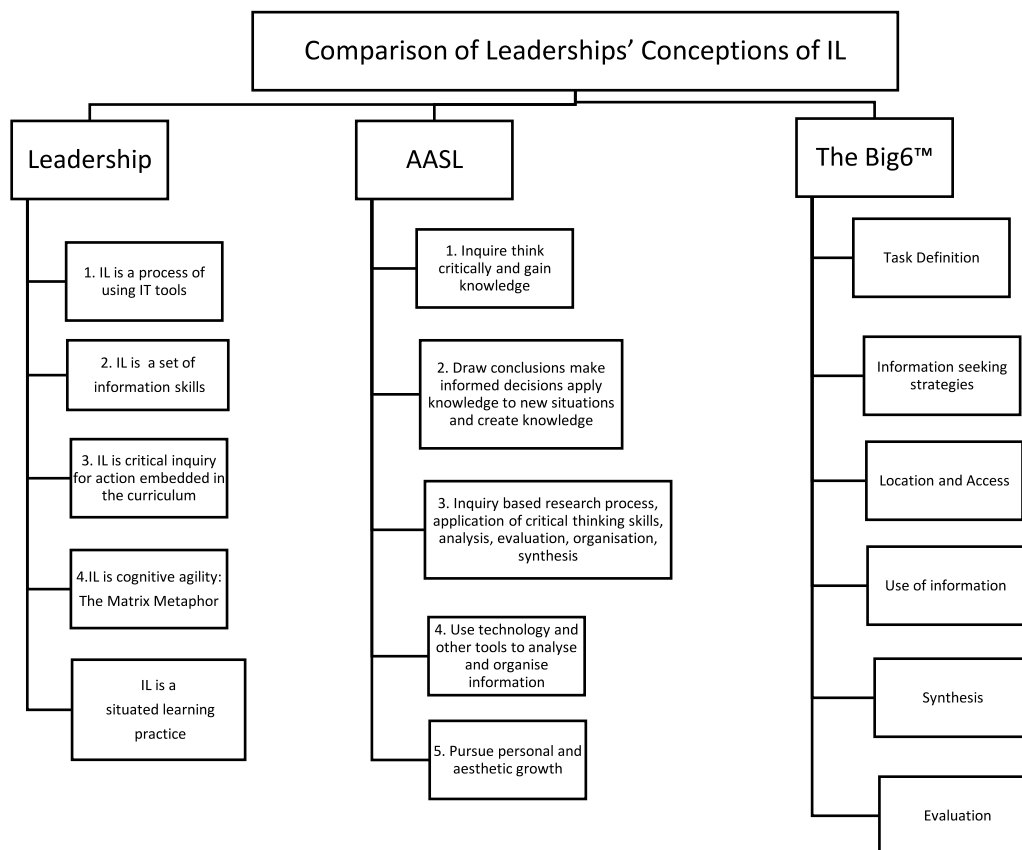 Comparison of Leaderships’ Conceptions of IL
Leadership
1. IL is a process of
using IT tools
2. IL is a set of
information skills
3. IL is critical inquiry
for action embedded in
the curriculum
4.IL is cognitive agility:
The Matrix Metaphor
IL is a
situated learning
practice
AASL
1. Inquire think
critically and gain
knowledge
2. Draw conclusions make
informed decisions apply
knowledge to new situations
and create knowledge
3. Inquiry based research process,
application of critical thinking skills,
analysis, evaluation, organisation,
synthesis
4. Use technology and
other tools to analyse
and organise
information
5. Pursue personal and
aesthetic growth
The Big6™
Task Definition
Information seeking
strategies
Location and Access
Use of information
Synthesis
Evaluation